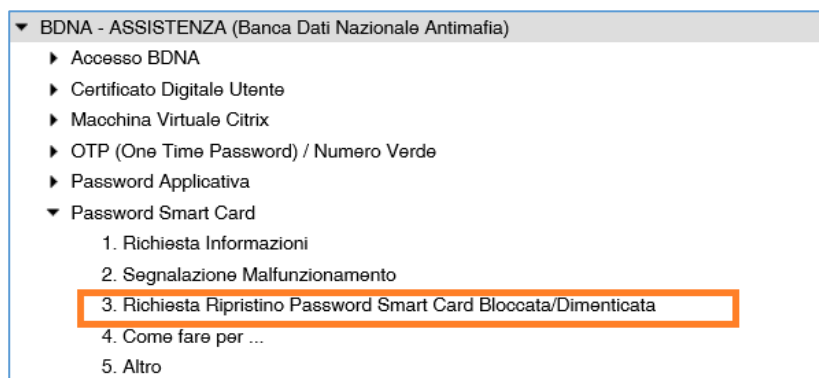 BDNA - ASSISTENZA (Banca Dati Nazionale Antimafia)
Accesso BDNA
Certificato Digitale Utente
Macchina Virtuale Citrix
OTP (One Time Password) / Numero Verde
Password Applicativa
Password Smart Card
1. Richiesta Informazioni
2. Segnalazione Malfunzionamento
3. Richiesta Ripristino Password Smart Card Bloccata/Dimenticata
4. Come fare per ...
5. Altro